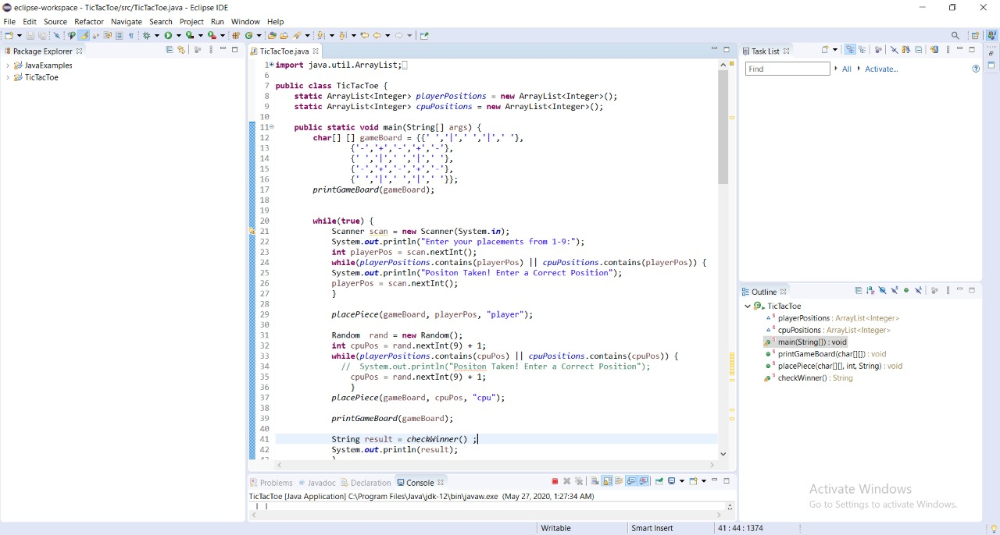 eclipse-workspace - TicTacToe/src/TicTacToe.java - Eclipse IDE
File Edit Source Refactor Navigate Search Project Run Window Help
Package Explorer
JavaExamples
TicTacToe
TicTacToe.java
1 import java.util.ArrayList;
6
7 public class TicTacToe {
8 static ArrayList<Integer> playerPositions = new ArrayList<Integer>();
9 static ArrayList<Integer> cpuPositions = new ArrayList<Integer>();
10
11 public static void main(String[] args) {
12 char[] [] gameBoard = {{' ','|',' ','|',' '},
13 {'-','+','-','+','-'},
14 {' ','|',' ','|',' '},
15 {'-','+','-','+','-'},
16 {' ','|',' ','|',' '}};
17 printGameBoard(gameBoard);
18
19
20 while(true) {
21 Scanner scan = new Scanner(System.in);
22 System.out.println("Enter your placements from 1-9:");
23 int playerPos = scan.nextInt();
24 while(playerPositions.contains(playerPos) || cpuPositions.contains(playerPos)) {
25 System.out.println("Positon Taken! Enter a Correct Position");
26 playerPos = scan.nextInt();
27 }
28
29 placePiece(gameBoard, playerPos, "player");
30
31 Random rand = new Random();
32 int cpuPos = rand.nextInt(9) + 1;
33 while(playerPositions.contains(cpuPos) || cpuPositions.contains(cpuPos)) {
34 // System.out.println("Positon Taken! Enter a Correct Position");
35 cpuPos = rand.nextInt(9) + 1;
36 }
37 placePiece(gameBoard, cpuPos, "cpu");
38
39 printGameBoard(gameBoard);
40
41 String result = checkWinner() ;
42 System.out.println(result);
Task List
Find All Activate...
Outline
TicTacToe
playerPositions : ArrayList<Integer>
cpuPositions : ArrayList<Integer>
main(String[]) : void
printGameBoard(char[][]) : void
placePiece(char[][], int, String) : void
checkWinner() : String
Problems Javadoc Declaration Console
TicTacToe [Java Application] C:\Program Files\Java\jdk-12\bin\javaw.exe (May 27, 2020, 1:27:34 AM)
| |
Activate Windows
Go to Settings to activate Windows.
Writable Smart Insert 41 : 44 : 1374